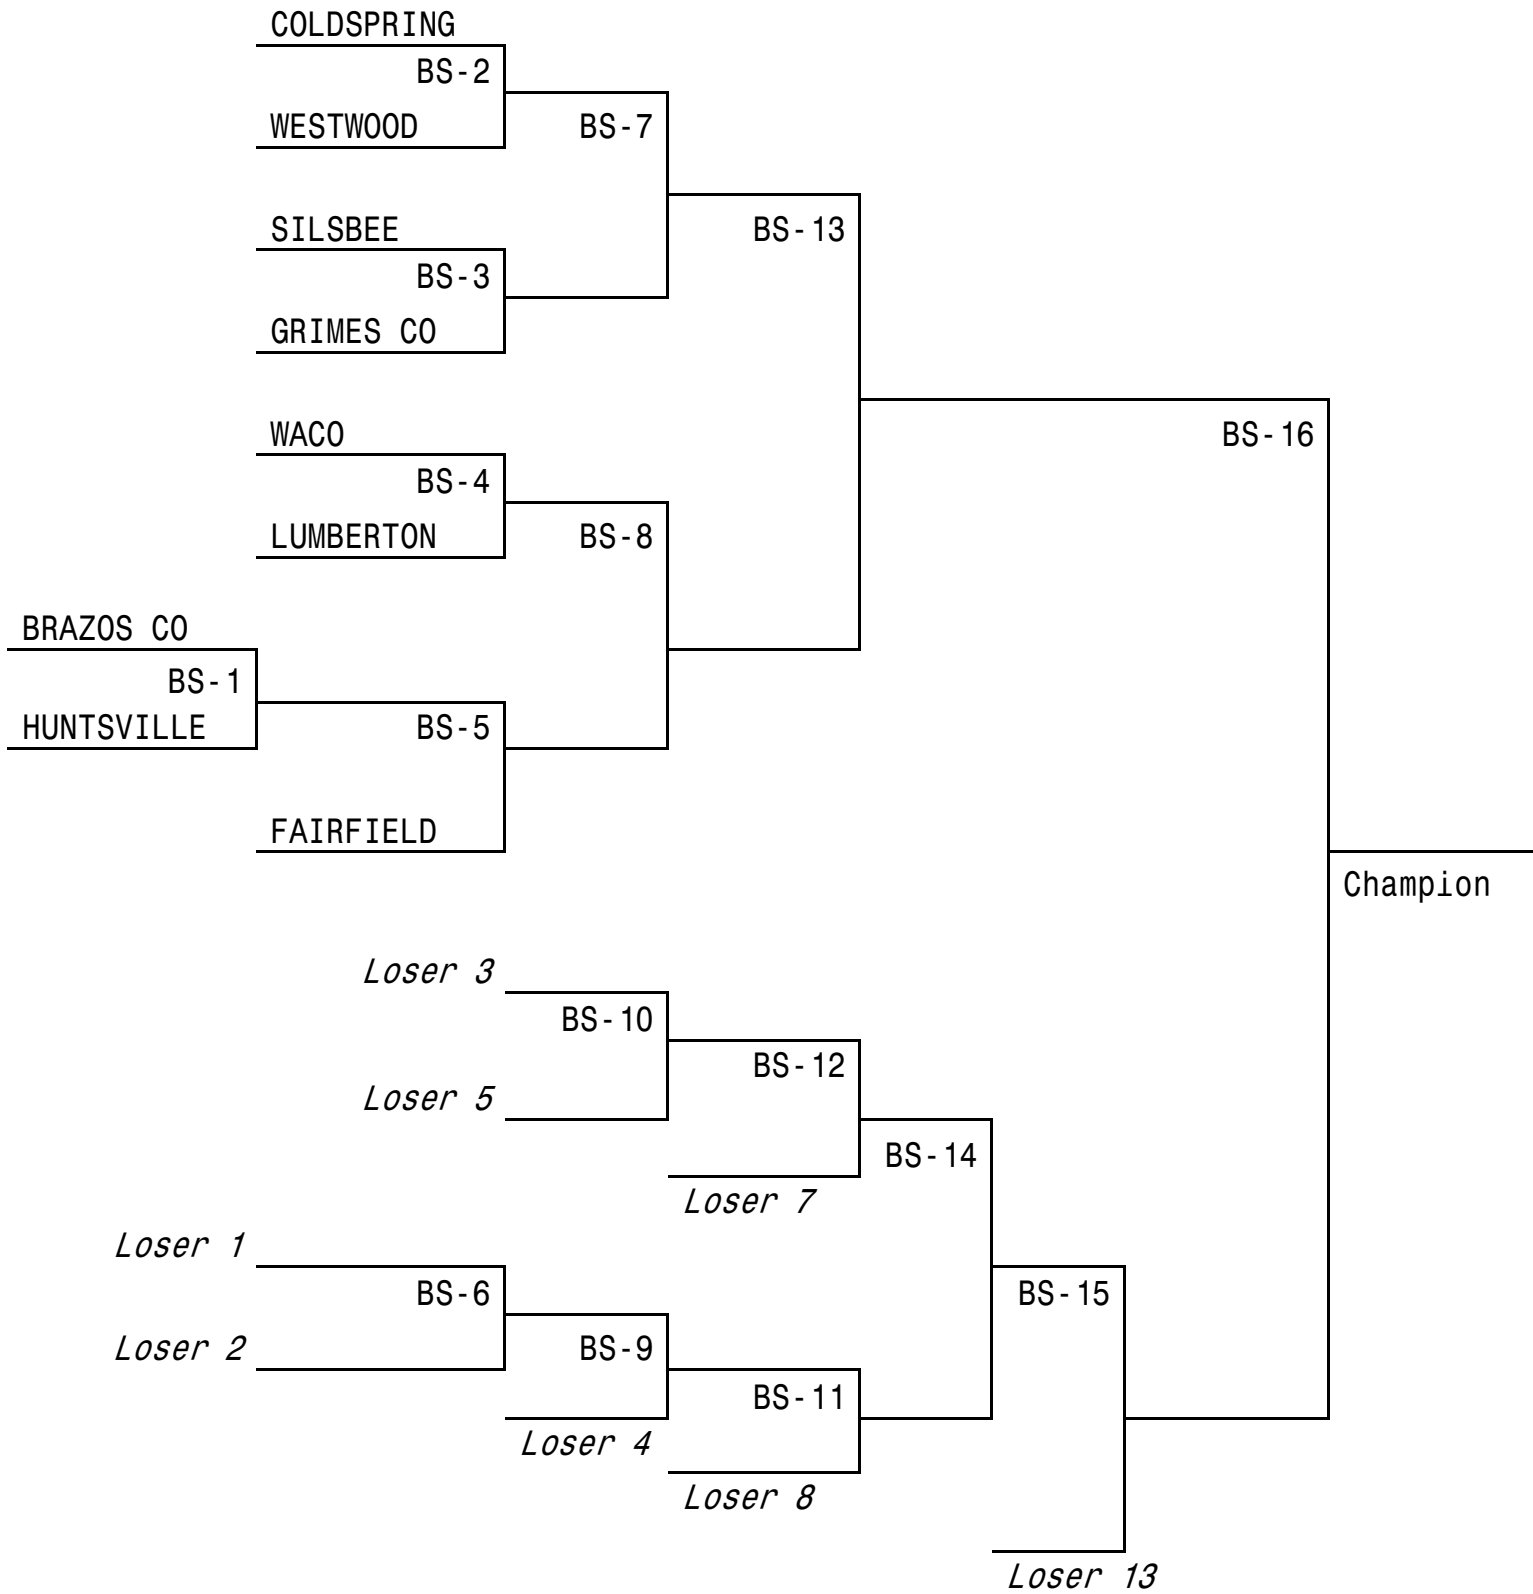 COLDSPRING
BS-2
WESTWOOD
BS-7
SILSBEE
BS-13
BS-3
GRIMES CO
WACO
BS-16
BS-4
LUMBERTON
BS-8
BRAZOS CO
BS-1
HUNTSVILLE
BS-5
FAIRFIELD
Champion
Loser 3
BS-10
BS-12
Loser 5
BS-14
Loser 7
Loser 1
BS-6
BS-15
Loser 2
BS-9
BS-11
Loser 4
Loser 8
Loser 13